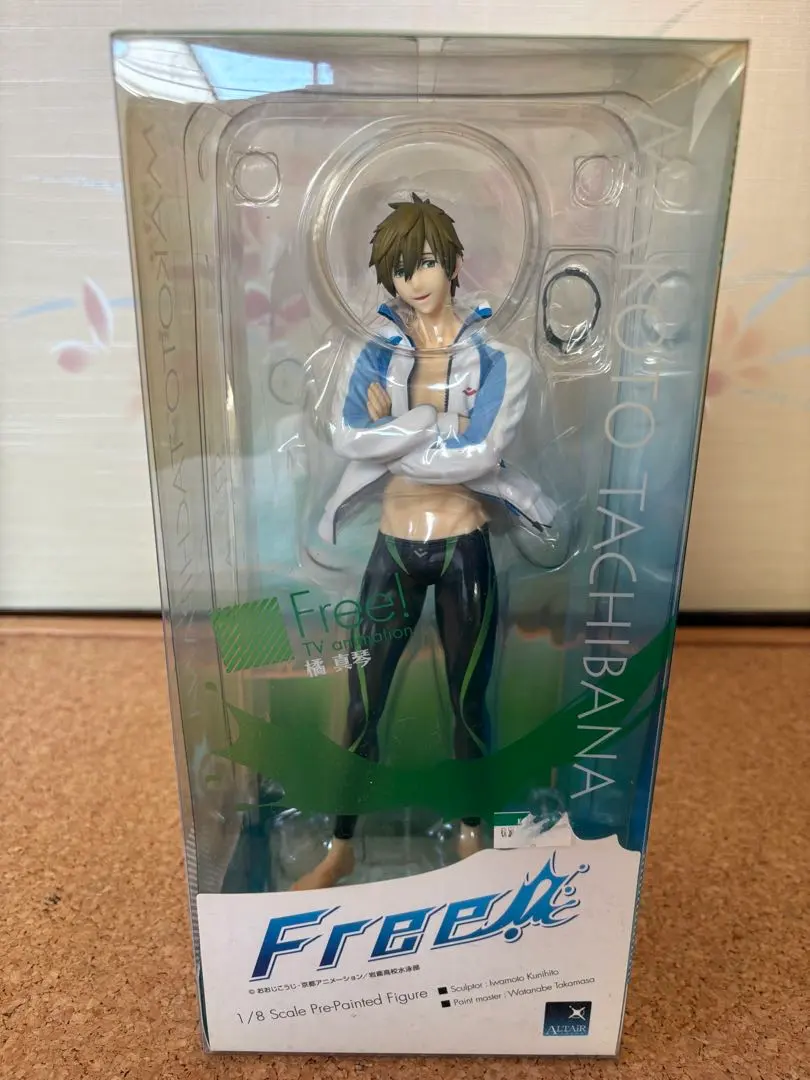 MAKOTO TACHIBANA
MAKOTO TACHIBANA
Free!
TV animation
橘 真琴
Free!
© おおじこうじ・京都アニメーション/岩鳶高校水泳部
1/8 Scale Pre-Painted Figure
■ Sculptor : Iwamoto Kunihito
■ Paint master : Watanabe Takamasa
ALTAiR